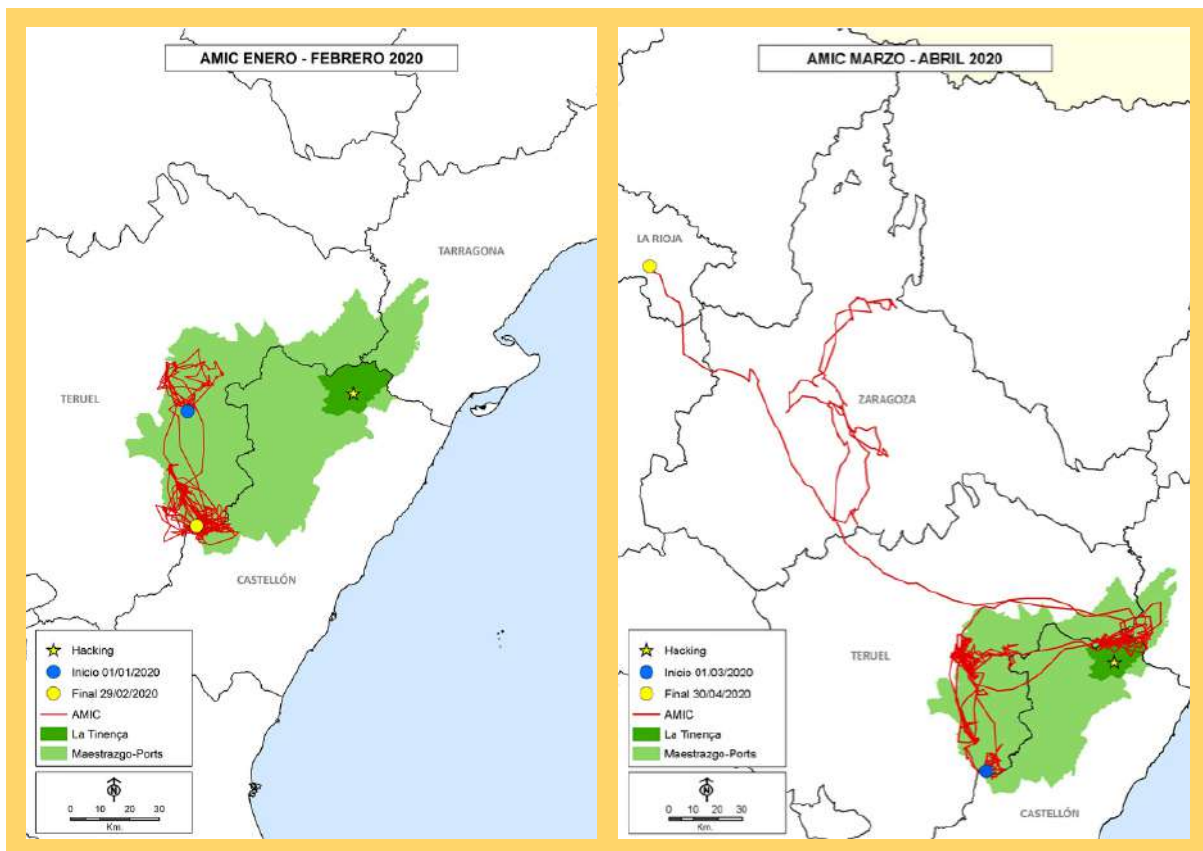 AMIC ENERO - FEBRERO 2020
TARRAGONA
TERUEL
CASTELLÓN
Hacking
Inicio 01/01/2020
Final 29/02/2020
AMIC
La Tinença
Maestrazgo-Ports
N
0 10 20 30
Km.
AMIC MARZO - ABRIL 2020
LA RIOJA
ZARAGOZA
TERUEL
CASTELLÓN
Hacking
Inicio 01/03/2020
Final 30/04/2020
AMIC
La Tinença
Maestrazgo-Ports
N
0 5 10 20 30
Km.